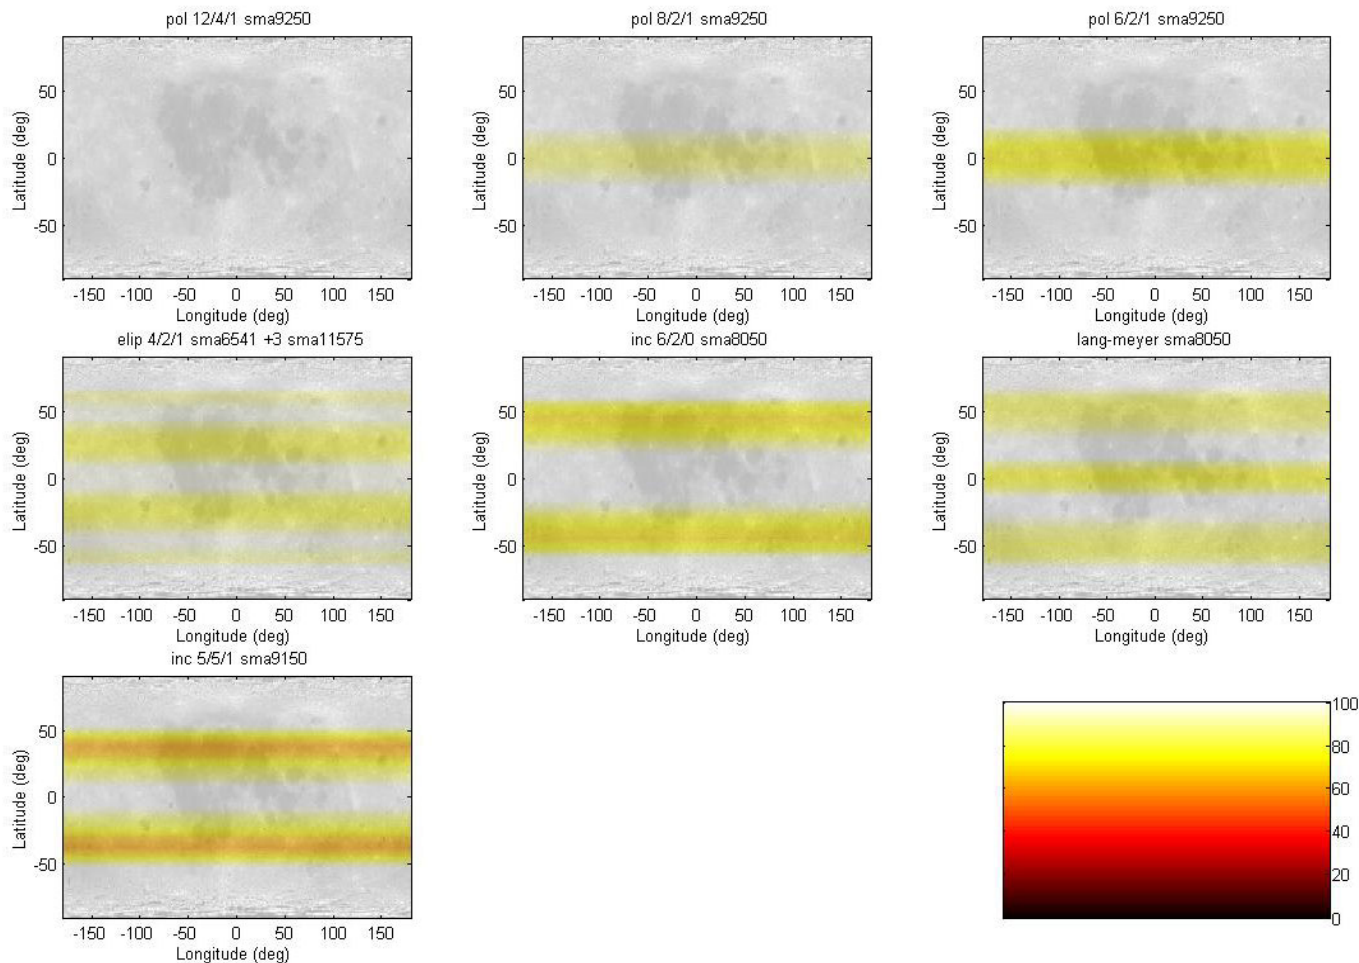 pol 12/4/1 sma9250
50
0
-50
Latitude (deg)
-150 -100 -50 0 50 100 150
Longitude (deg)
pol 8/2/1 sma9250
50
0
-50
Latitude (deg)
-150 -100 -50 0 50 100 150
Longitude (deg)
pol 6/2/1 sma9250
50
0
-50
Latitude (deg)
-150 -100 -50 0 50 100 150
Longitude (deg)
elip 4/2/1 sma6541 +3 sma11575
50
0
-50
Latitude (deg)
-150 -100 -50 0 50 100 150
Longitude (deg)
inc 6/2/0 sma8050
50
0
-50
Latitude (deg)
-150 -100 -50 0 50 100 150
Longitude (deg)
lang-meyer sma8050
50
0
-50
Latitude (deg)
-150 -100 -50 0 50 100 150
Longitude (deg)
inc 5/5/1 sma9150
50
0
-50
Latitude (deg)
-150 -100 -50 0 50 100 150
Longitude (deg)
100
80
60
40
20
0